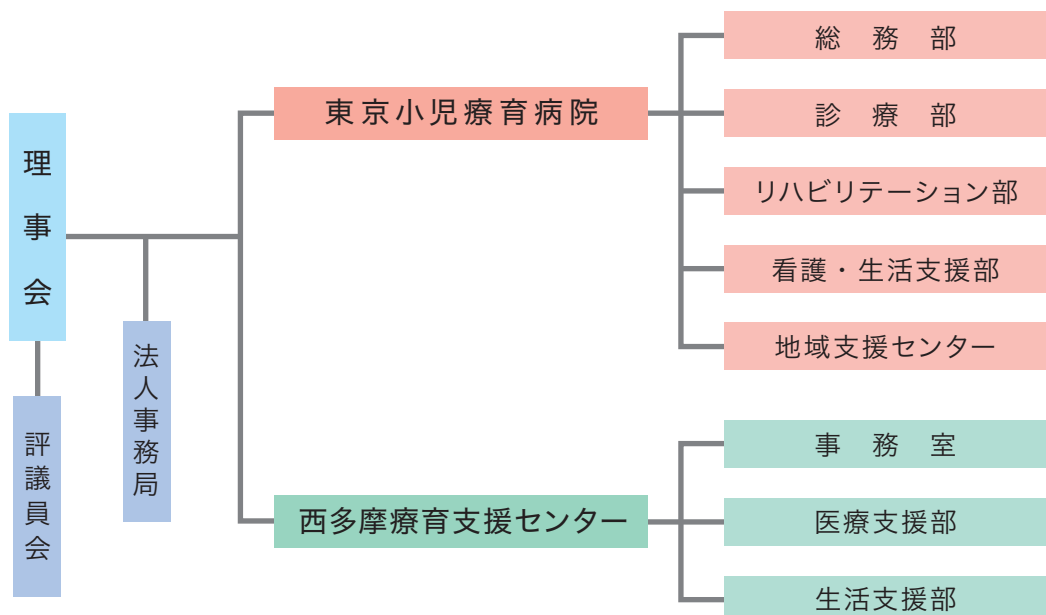 理事会
評議員会
法人事務局
東京小児療育病院
総務部
診療部
リハビリテーション部
看護・生活支援部
地域支援センター
西多摩療育支援センター
事務室
医療支援部
生活支援部